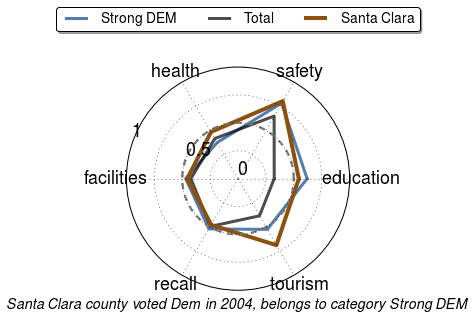 Strong DEM Total Santa Clara
health safety
1
0.5
0
facilities education
recall tourism
Santa Clara county voted Dem in 2004, belongs to category Strong DEM